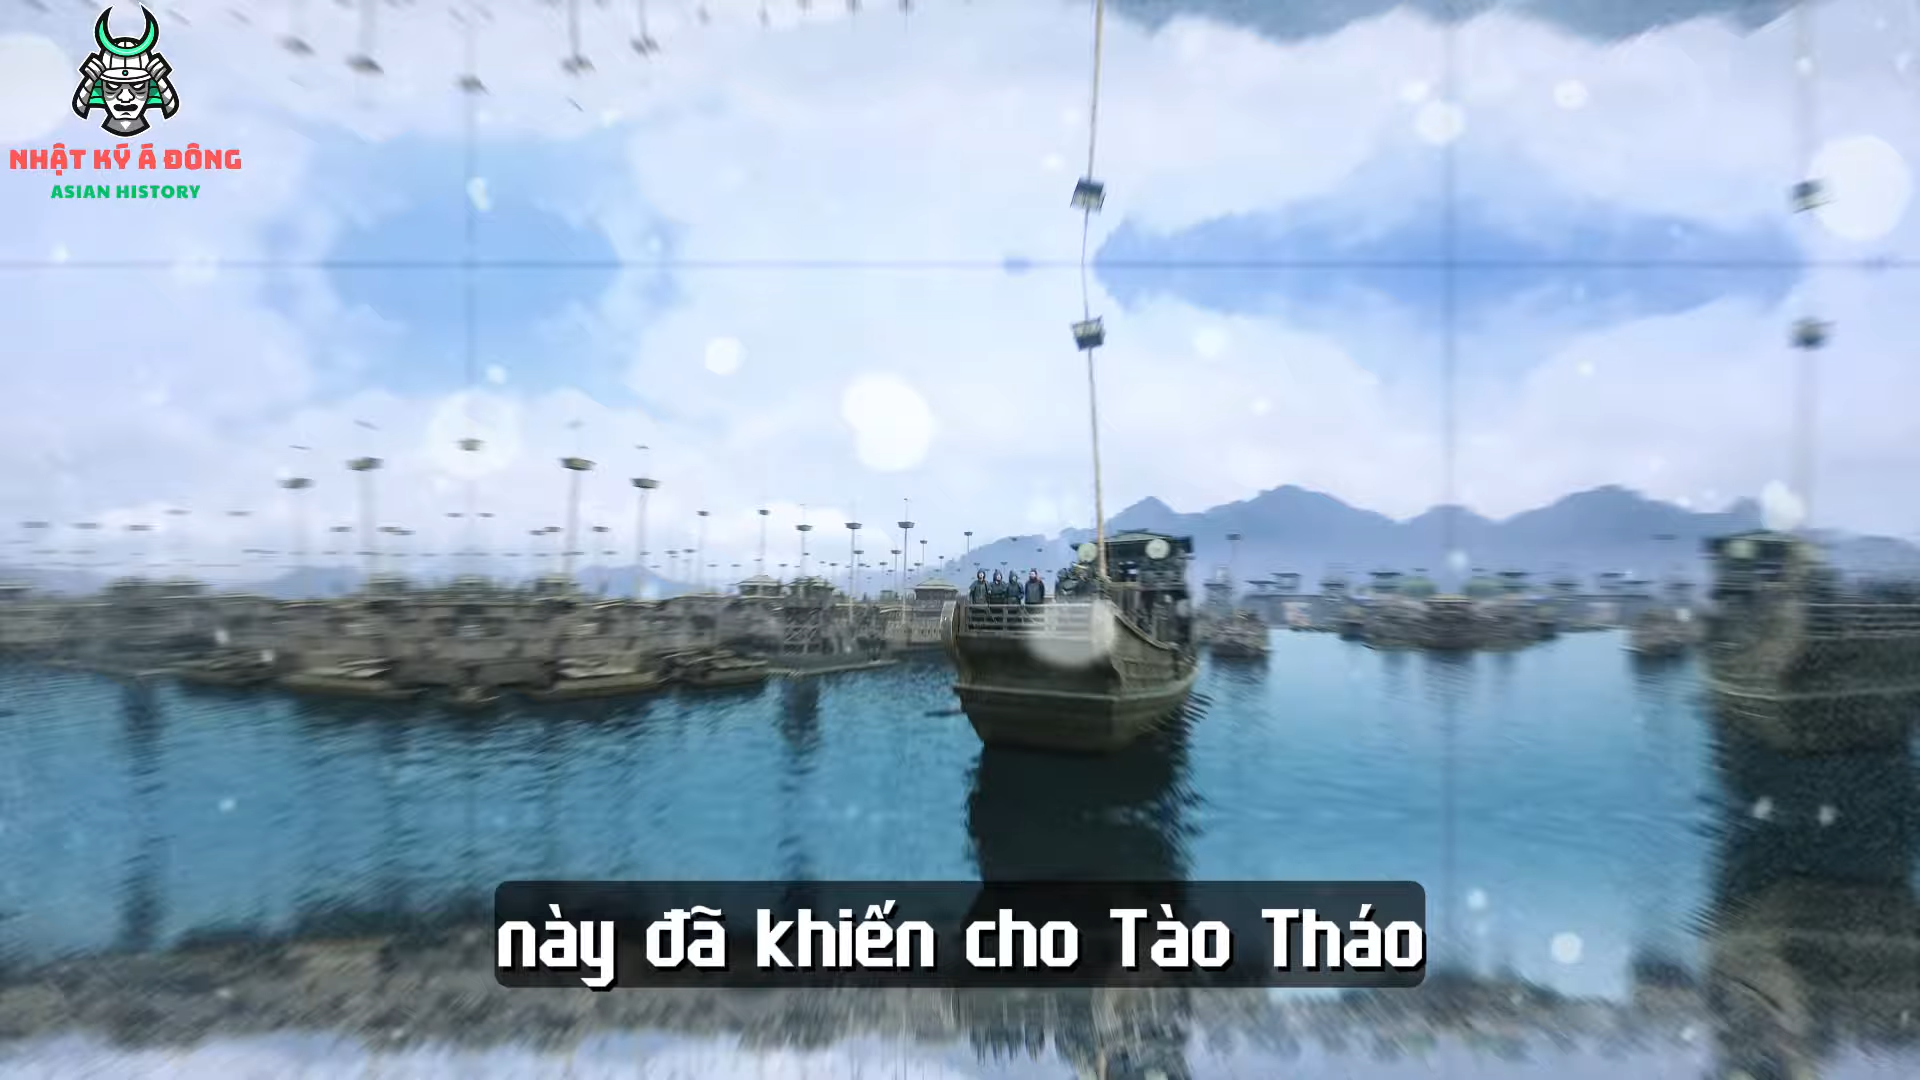 NHẬT KÝ Á ĐÔNG
ASIAN HISTORY
này đã khiến cho Tào Tháo